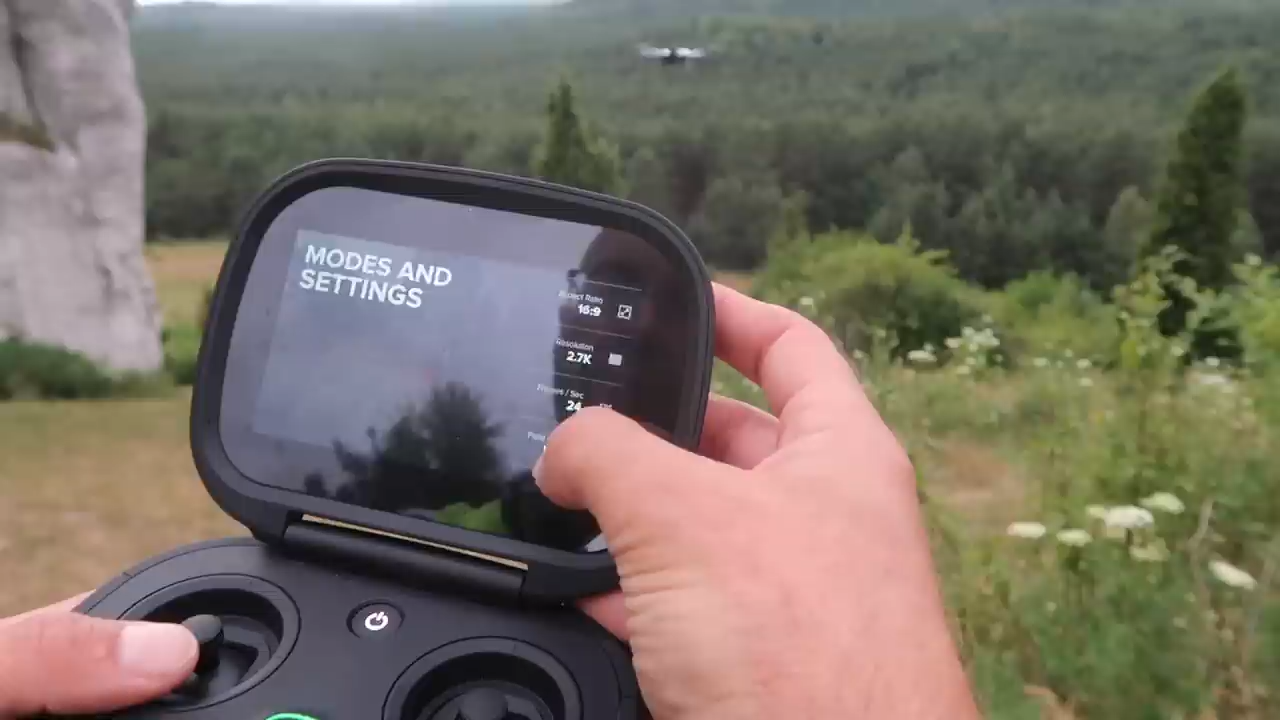 MODES AND
SETTINGS
Aspect Ratio
16:9
Resolution
2.7K
Frames / Sec
24